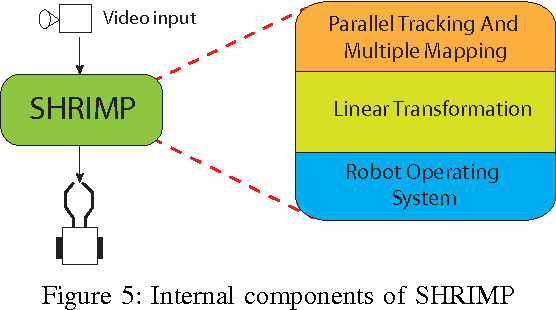 Video input
SHRIMP
Parallel Tracking And
Multiple Mapping
Linear Transformation
Robot Operating
System
Figure 5: Internal components of SHRIMP